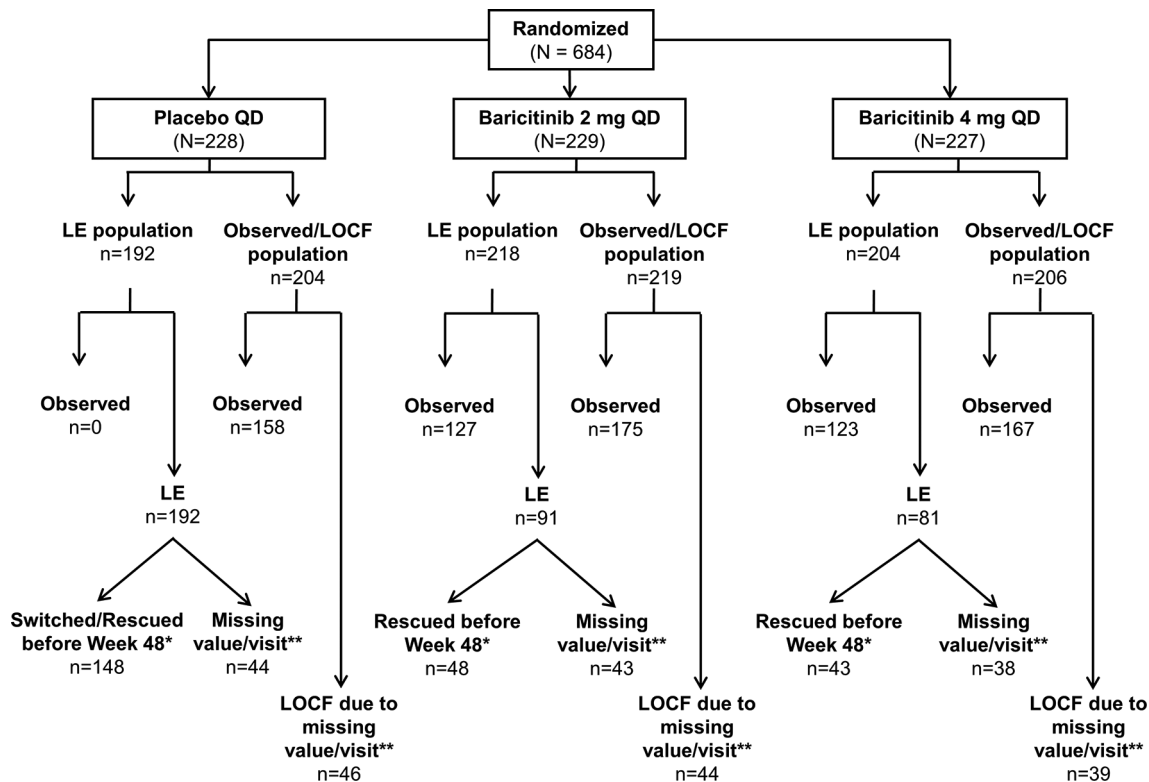 Randomized
(N = 684)
Placebo QD
(N=228)
Baricitinib 2 mg QD
(N=229)
Baricitinib 4 mg QD
(N=227)
LE population
n=192
Observed/LOCF
population
n=204
LE population
n=218
Observed/LOCF
population
n=219
LE population
n=204
Observed/LOCF
population
n=206
Observed
n=0
Observed
n=158
Observed
n=127
Observed
n=175
Observed
n=123
Observed
n=167
LE
n=192
LE
n=91
LE
n=81
Switched/Rescued
before Week 48*
n=148
Missing
value/visit**
n=44
Rescued before
Week 48*
n=48
Missing
value/visit**
n=43
Rescued before
Week 48*
n=43
Missing
value/visit**
n=38
LOCF due to
missing
value/visit**
n=46
LOCF due to
missing
value/visit**
n=44
LOCF due to
missing
value/visit**
n=39